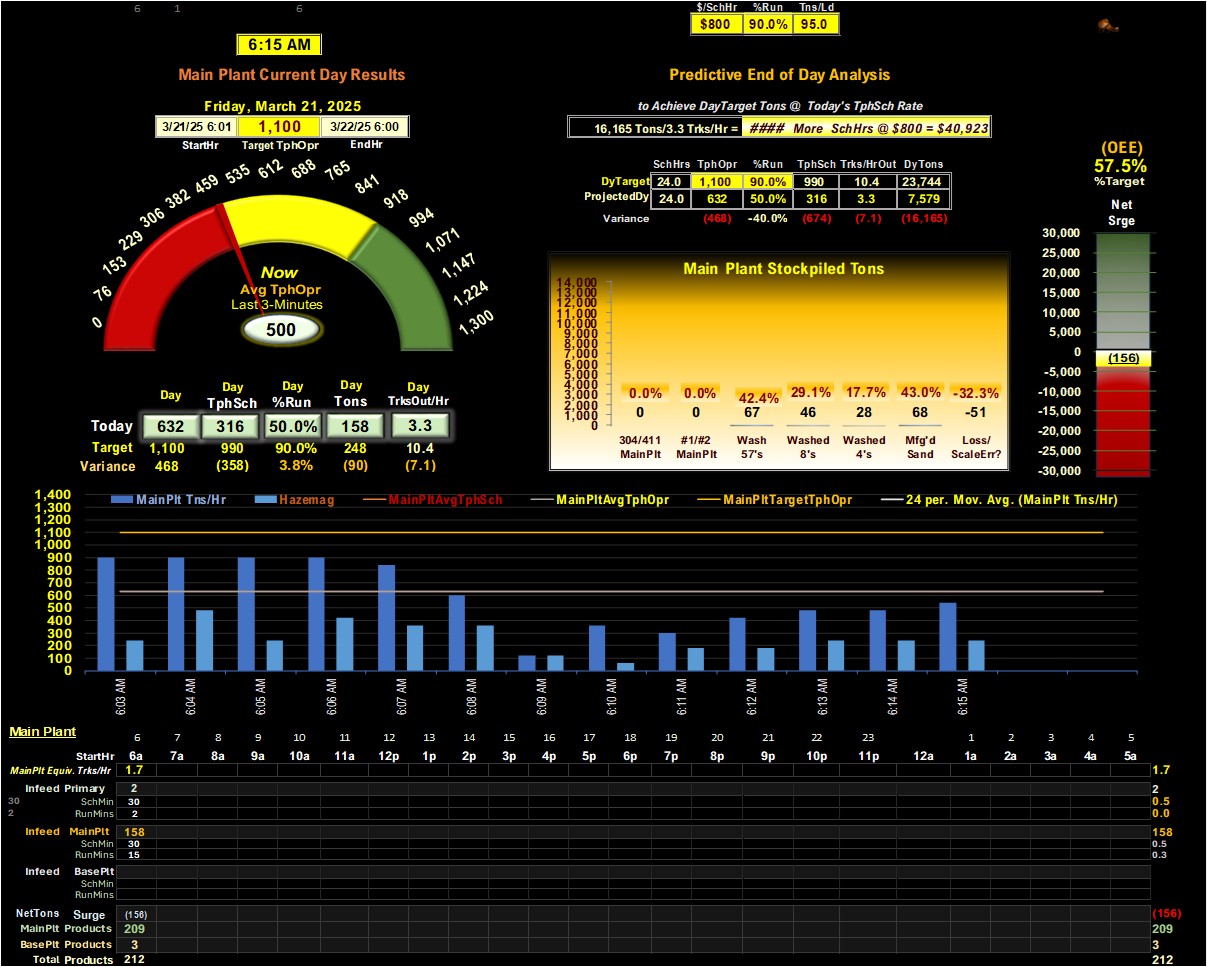 6 1 6
$/SchHr %Run Tns/Ld
$800 90.0% 95.0
6:15 AM
Main Plant Current Day Results
Predictive End of Day Analysis
Friday, March 21, 2025
to Achieve DayTarget Tons @ Today's TphSch Rate
3/21/25 6:01 1,100 3/22/25 6:00
16,165 Tons/3.3 Trks/Hr = #### More SchHrs @ $800 = $40,923
StartHr Target TphOpr EndHr
(OEE)
57.5%
%Target
SchHrs TphOpr %Run TphSch Trks/HrOut DyTons
DyTarget 24.0 1,100 90.0% 990 10.4 23,744
ProjectedDy 24.0 632 50.0% 316 3.3 7,579
Variance (468) -40.0% (674) (7.1) (16,165)
0 76 153 229 306 382 459 535 612 688 765 841 918 994 1,071 1,147 1,224 1,300
Now
Avg TphOpr
Last 3-Minutes
500
Net
Srge
30,000
25,000
20,000
15,000
10,000
5,000
0
-5,000
-10,000
-15,000
-20,000
-25,000
-30,000
(156)
Main Plant Stockpiled Tons
14,000
13,000
12,000
11,000
10,000
9,000
8,000
7,000
6,000
5,000
4,000
3,000
2,000
1,000
0
0.0% 0.0% 42.4% 29.1% 17.7% 43.0% -32.3%
0 0 67 46 28 68 -51
304/411 #1/#2 Wash Washed Washed Mfg'd Loss/
MainPlt MainPlt 57's 8's 4's Sand ScaleErr?
Day Day Day Day Day
TphSch %Run Tons TrksOut/Hr
Today 632 316 50.0% 158 3.3
Target 1,100 990 90.0% 248 10.4
Variance 468 (358) 3.8% (90) (7.1)
MainPlt Tns/Hr Hazemag MainPltAvgTphSch MainPltAvgTphOpr MainPltTargetTphOpr 24 per. Mov. Avg. (MainPlt Tns/Hr)
1,400
1,300
1,200
1,100
1,000
900
800
700
600
500
400
300
200
100
0
6:03 AM 6:04 AM 6:05 AM 6:06 AM 6:07 AM 6:08 AM 6:09 AM 6:10 AM 6:11 AM 6:12 AM 6:13 AM 6:14 AM 6:15 AM
Main Plant
6 7 8 9 10 11 12 13 14 15 16 17 18 19 20 21 22 23 1 2 3 4 5
StartHr 6a 7a 8a 9a 10a 11a 12p 1p 2p 3p 4p 5p 6p 7p 8p 9p 10p 11p 12a 1a 2a 3a 4a 5a
MainPlt Equiv. Trks/Hr 1.7 1.7
Infeed Primary 2 2
30 SchMin 30 0.5
2 RunMins 2 0.0
Infeed MainPlt 158 158
SchMin 30 0.5
RunMins 15 0.3
Infeed BasePlt
SchMin
RunMins
NetTons Surge (156) (156)
MainPlt Products 209 209
BasePlt Products 3 3
Total Products 212 212